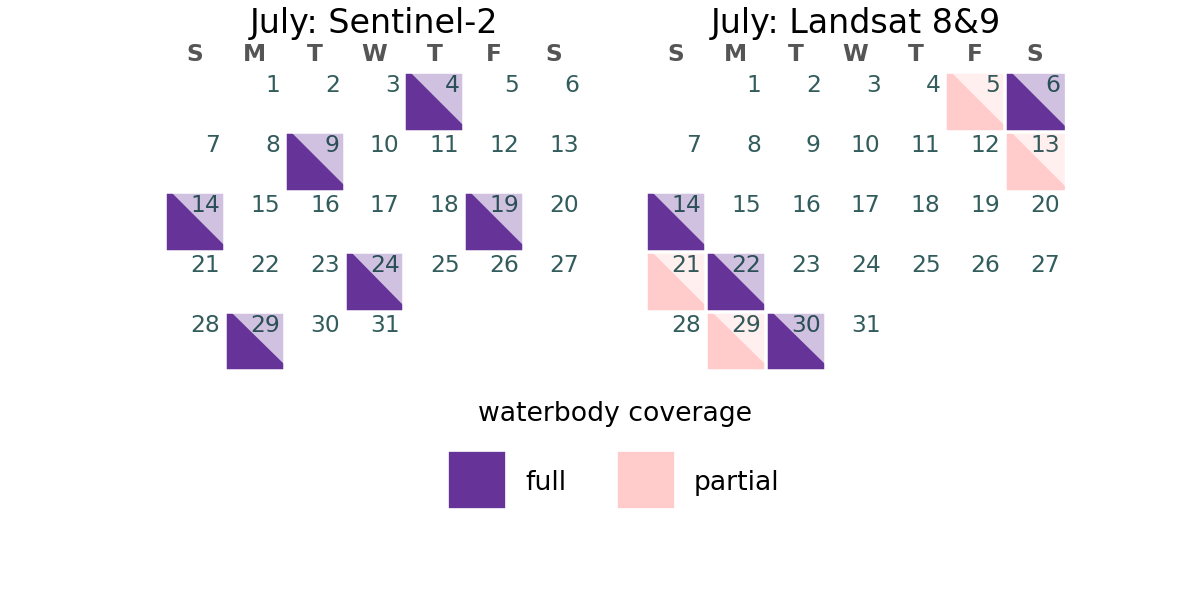 July: Sentinel-2
S M T W T F S
1 2 3 4 5 6
7 8 9 10 11 12 13
14 15 16 17 18 19 20
21 22 23 24 25 26 27
28 29 30 31
July: Landsat 8&9
S M T W T F S
1 2 3 4 5 6
7 8 9 10 11 12 13
14 15 16 17 18 19 20
21 22 23 24 25 26 27
28 29 30 31
waterbody coverage
full
partial